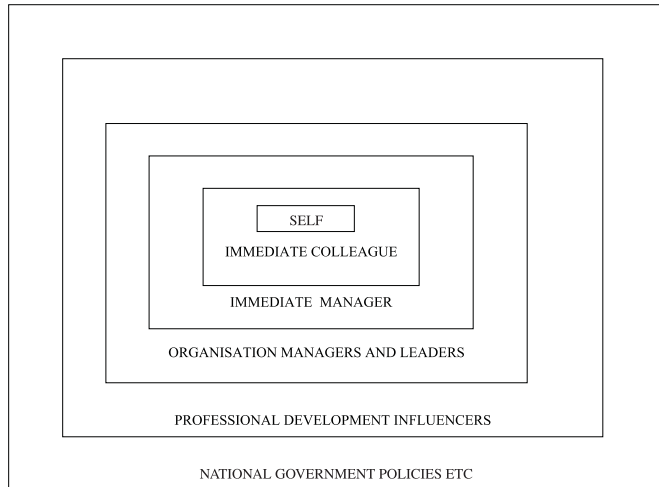 SELF
IMMEDIATE COLLEAGUE
IMMEDIATE MANAGER
ORGANISATION MANAGERS AND LEADERS
PROFESSIONAL DEVELOPMENT INFLUENCERS
NATIONAL GOVERNMENT POLICIES ETC